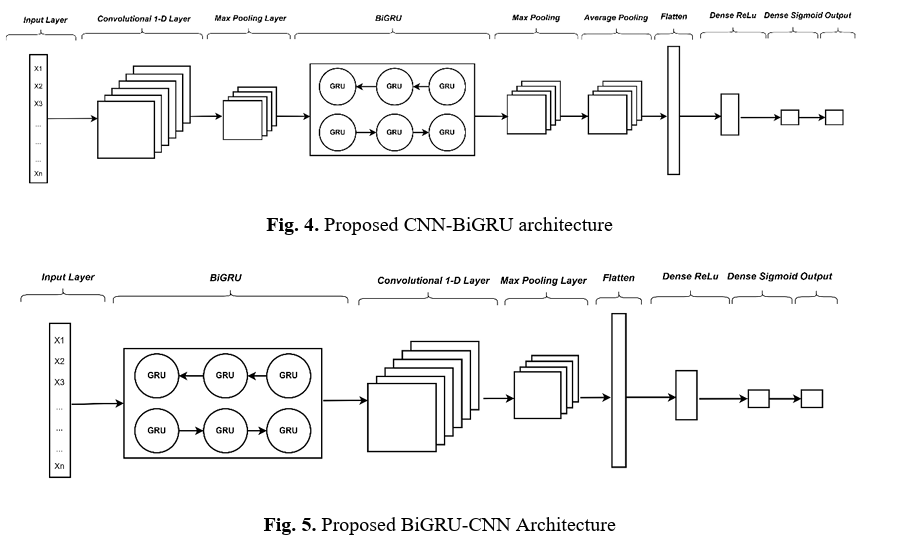 Input Layer Convolutional 1-D Layer Max Pooling Layer BiGRU Max Pooling Average Pooling Flatten Dense ReLu Dense Sigmoid Output
X1
X2
X3
...
...
...
Xn
GRU GRU GRU
GRU GRU GRU
Fig. 4. Proposed CNN-BiGRU architecture
Input Layer BiGRU Convolutional 1-D Layer Max Pooling Layer Flatten Dense ReLu Dense Sigmoid Output
X1
X2
X3
...
...
...
Xn
GRU GRU GRU
GRU GRU GRU
Fig. 5. Proposed BiGRU-CNN Architecture